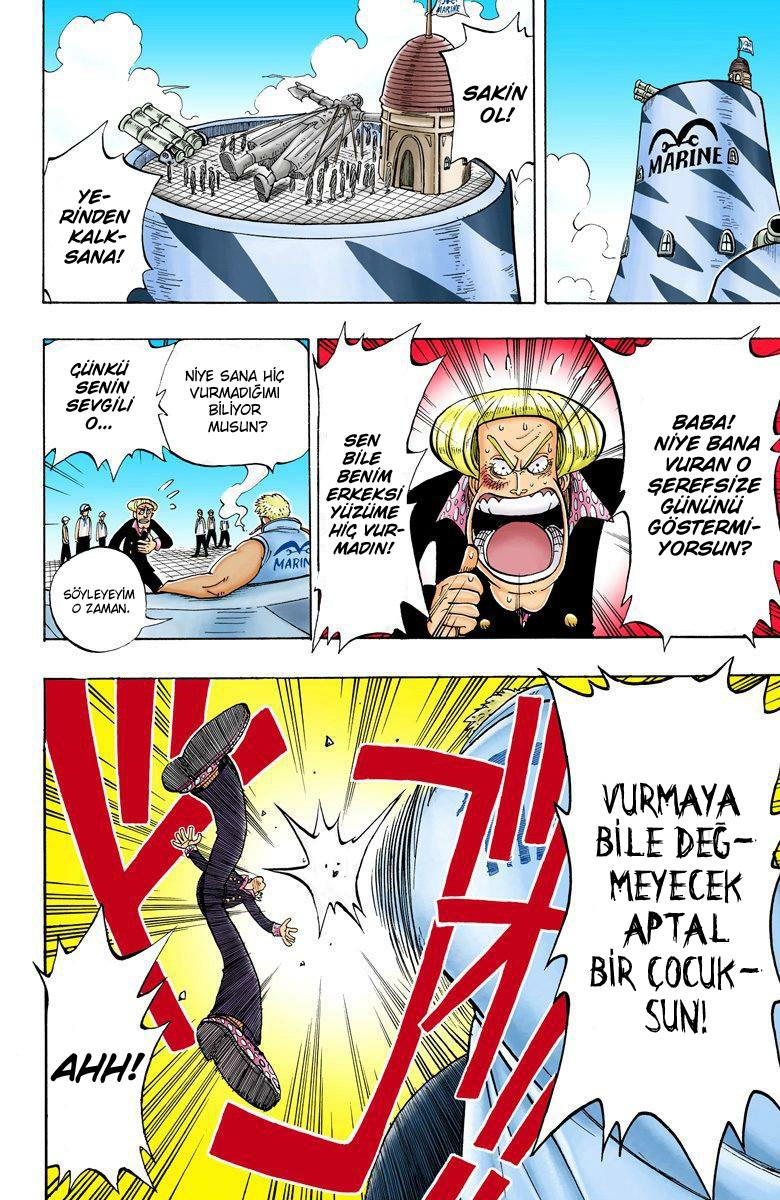 MARINE
MARINE
SAKİN
OL!
YE-
RİNDEN
KALK-
SANA!
BABA!
NİYE BANA
VURAN O
ŞEREFSİZE
GÜNÜNÜ
GÖSTERMİ-
YORSUN?
SEN
BİLE
BENİM
ERKEKSİ
YÜZÜME
HİÇ VUR-
MADIN!
NİYE SANA HİÇ
VURMADIĞIMI
BİLİYOR
MUSUN?
ÇÜNKÜ
SENİN
SEVGİLİ
O...
MARINE
SÖYLEYEYİM
O ZAMAN.
VURMAYA
BİLE DEĞ-
MEYECEK
APTAL
BİR ÇOCUK-
SUN!
AHH!